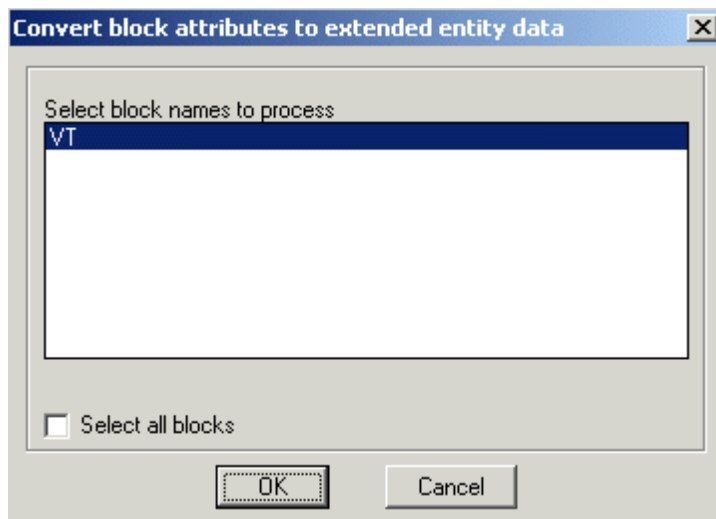 Convert block attributes to extended entity data
Select block names to process
VT
Select all blocks
OK Cancel